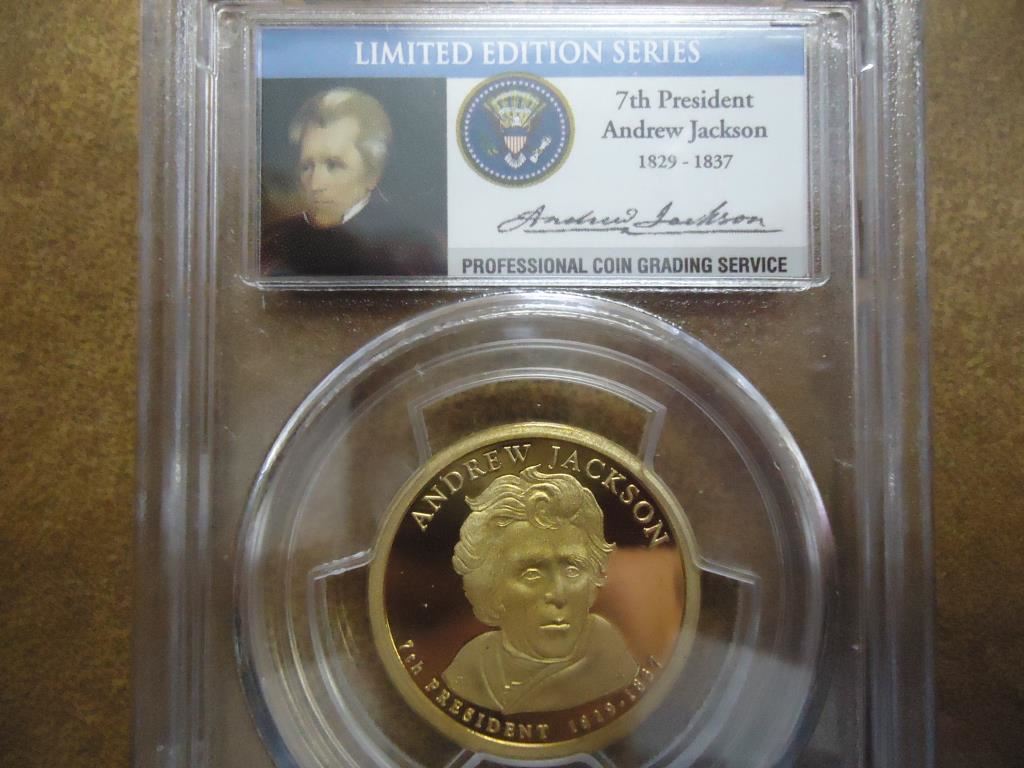 LIMITED EDITION SERIES
7th President
Andrew Jackson
1829 - 1837
Andrew Jackson
PROFESSIONAL COIN GRADING SERVICE
ANDREW JACKSON
7th PRESIDENT 1829-1837